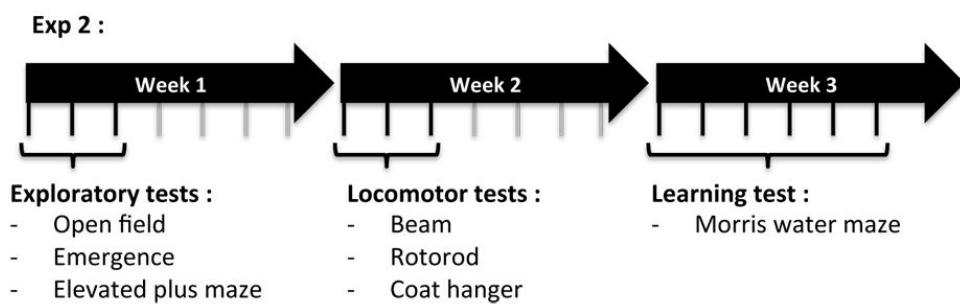 Exp 2 :
Week 1
Week 2
Week 3
Exploratory tests :
- Open field
- Emergence
- Elevated plus maze
Locomotor tests :
- Beam
- Rotorod
- Coat hanger
Learning test :
- Morris water maze